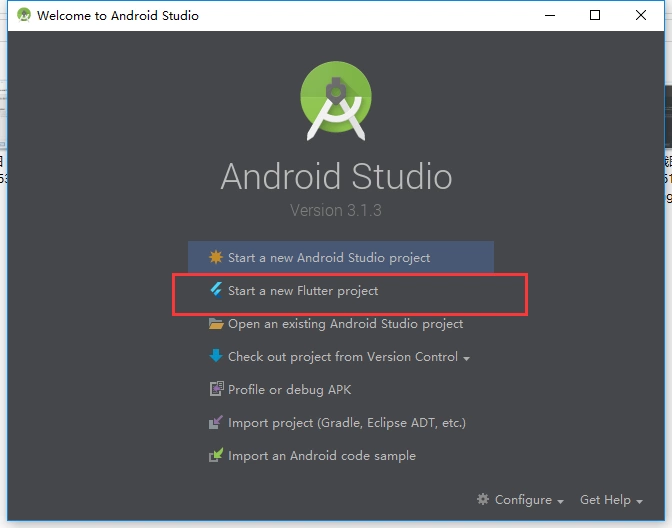 Welcome to Android Studio
Android Studio
Version 3.1.3
Start a new Android Studio project
Start a new Flutter project
Open an existing Android Studio project
Check out project from Version Control
Profile or debug APK
Import project (Gradle, Eclipse ADT, etc.)
Import an Android code sample
Configure
Get Help